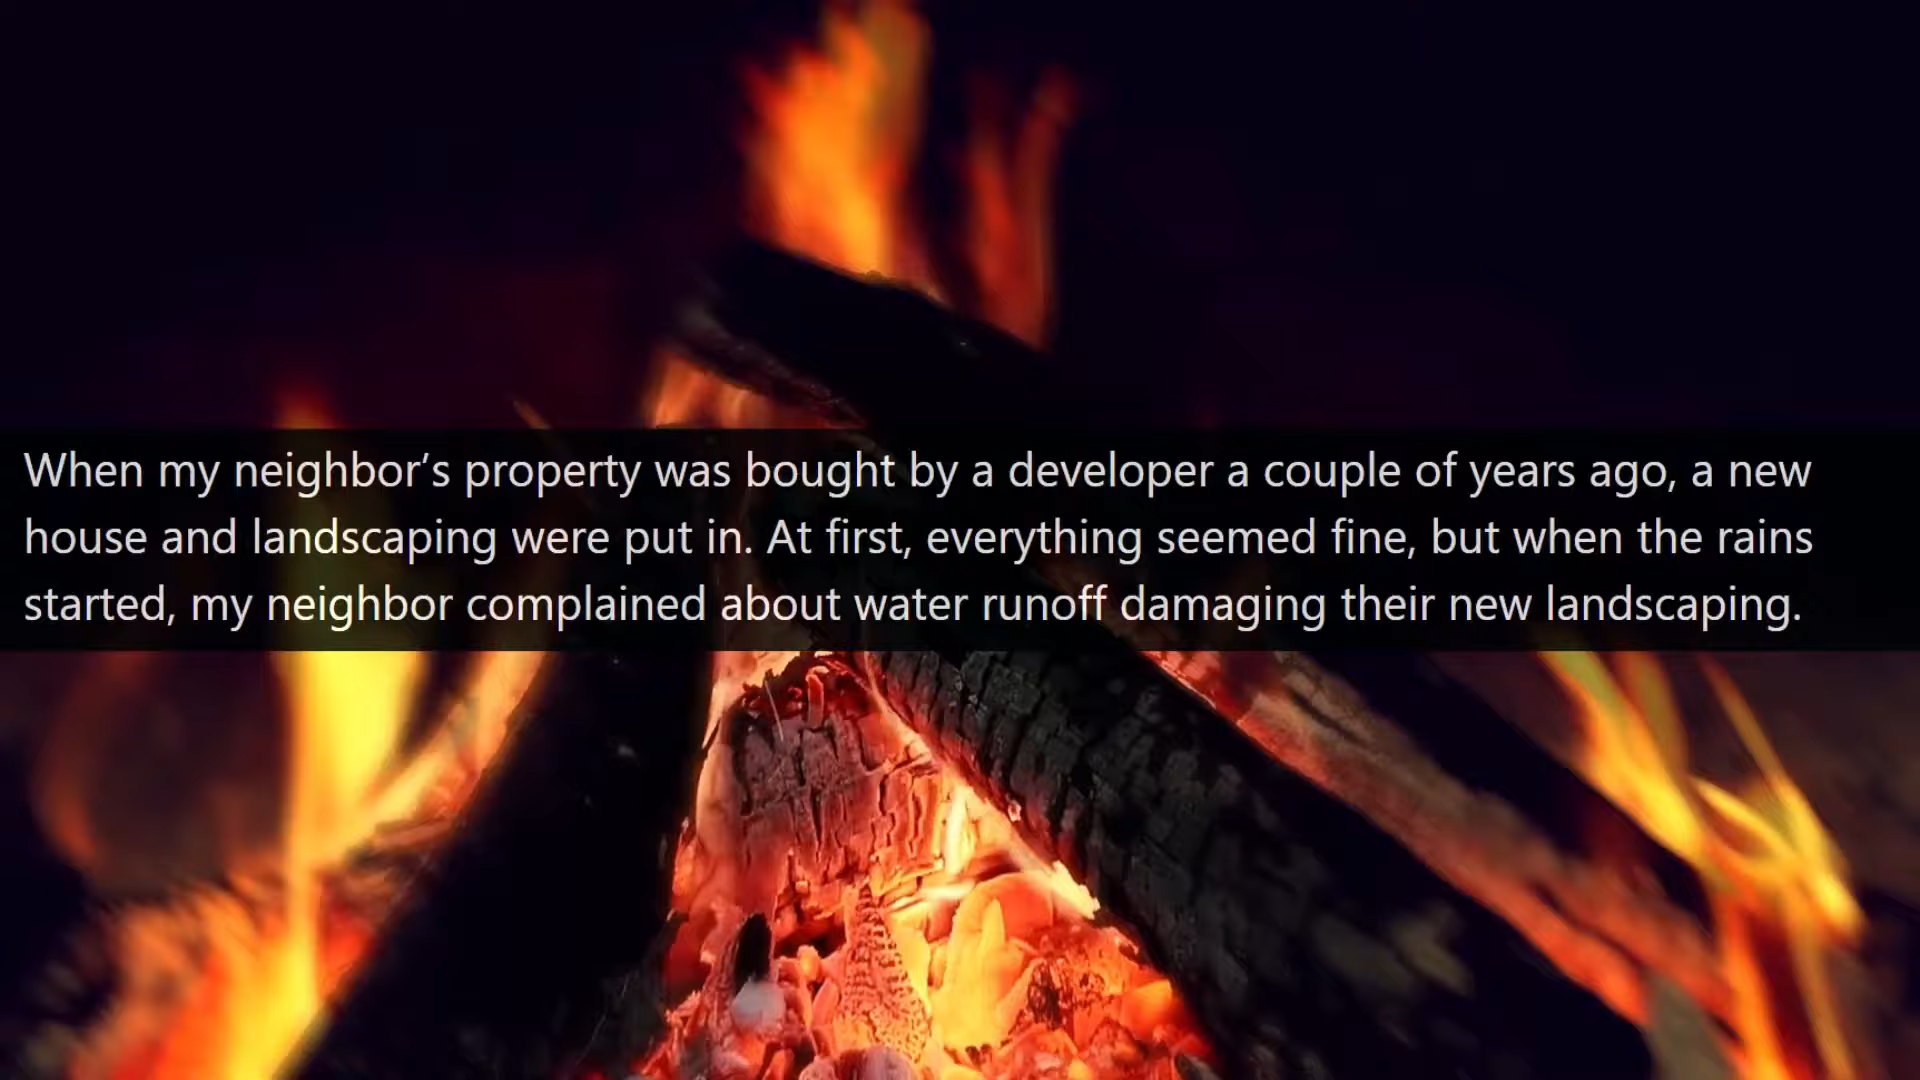 When my neighbor’s property was bought by a developer a couple of years ago, a new
house and landscaping were put in. At first, everything seemed fine, but when the rains
started, my neighbor complained about water runoff damaging their new landscaping.